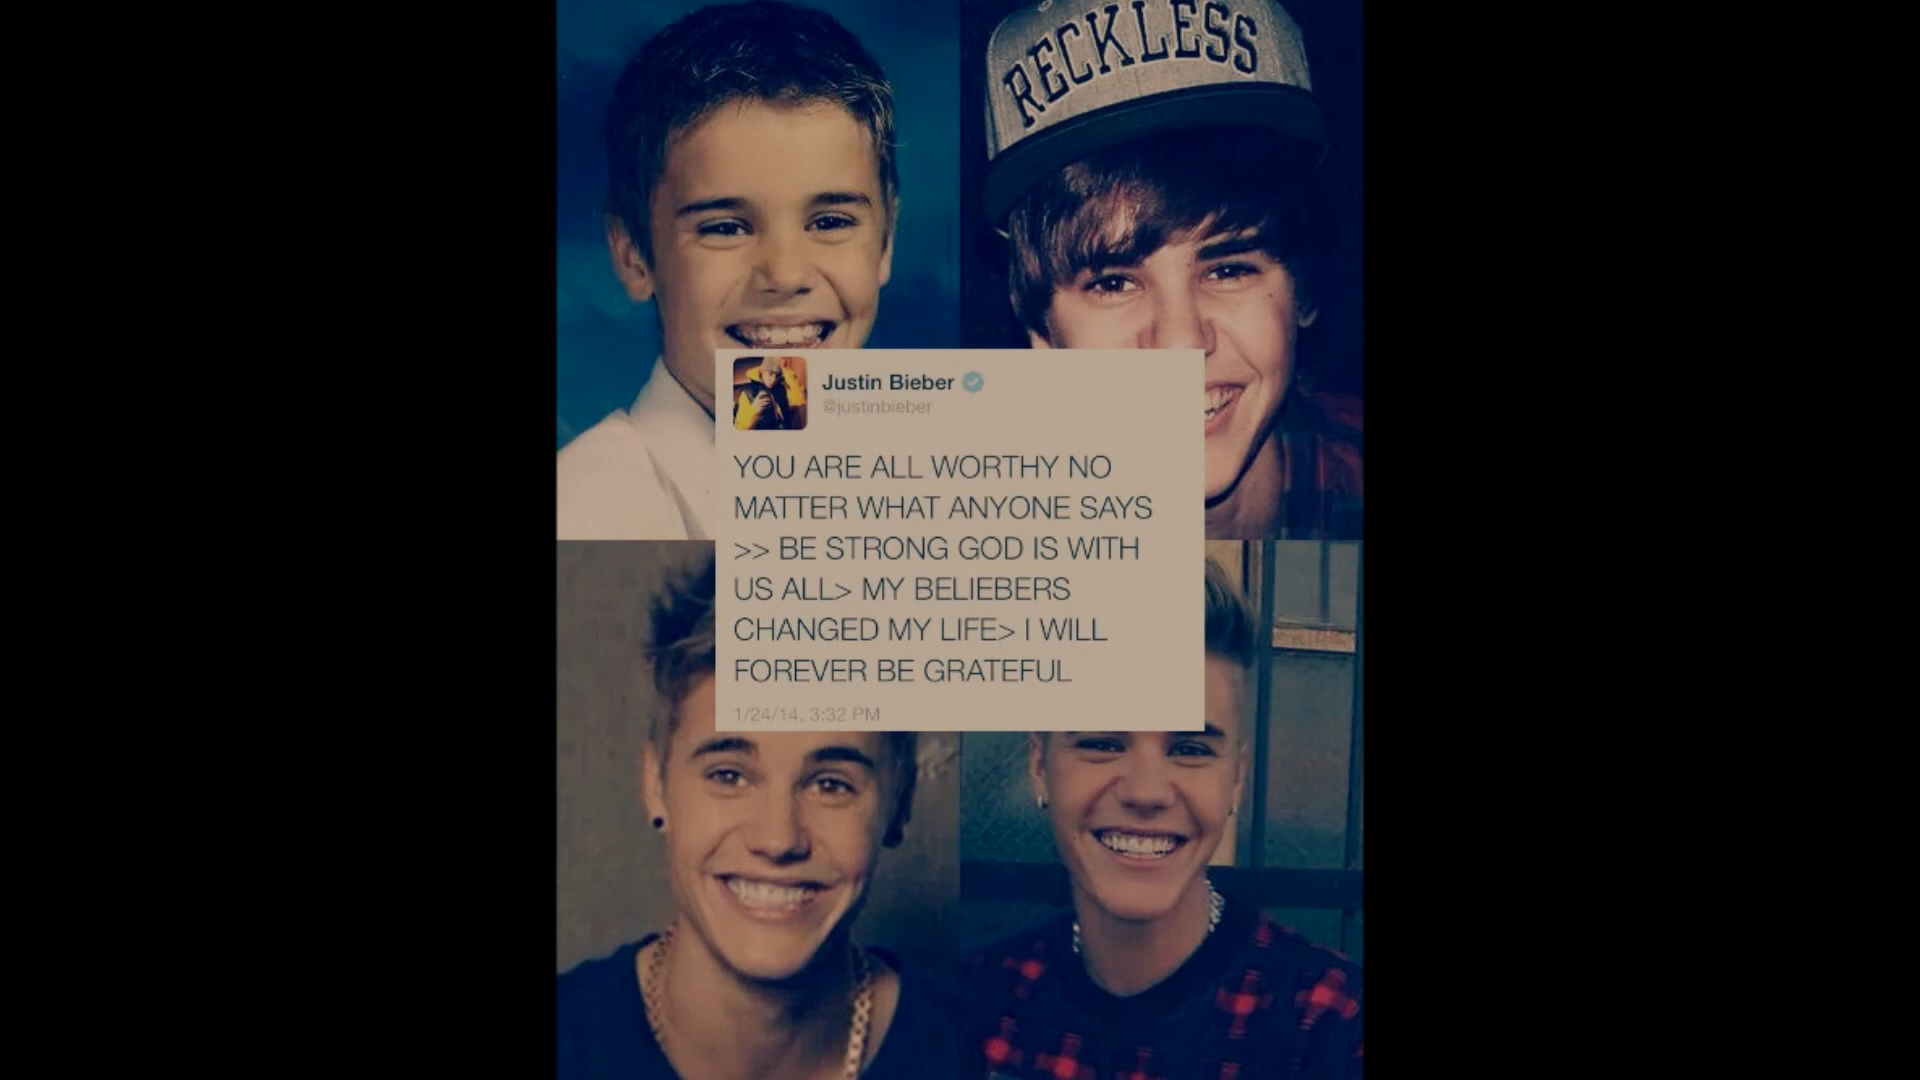 RECKLESS
Justin Bieber
@justinbieber
YOU ARE ALL WORTHY NO
MATTER WHAT ANYONE SAYS
>> BE STRONG GOD IS WITH
US ALL> MY BELIEBERS
CHANGED MY LIFE> I WILL
FOREVER BE GRATEFUL
1/24/14, 3:32 PM